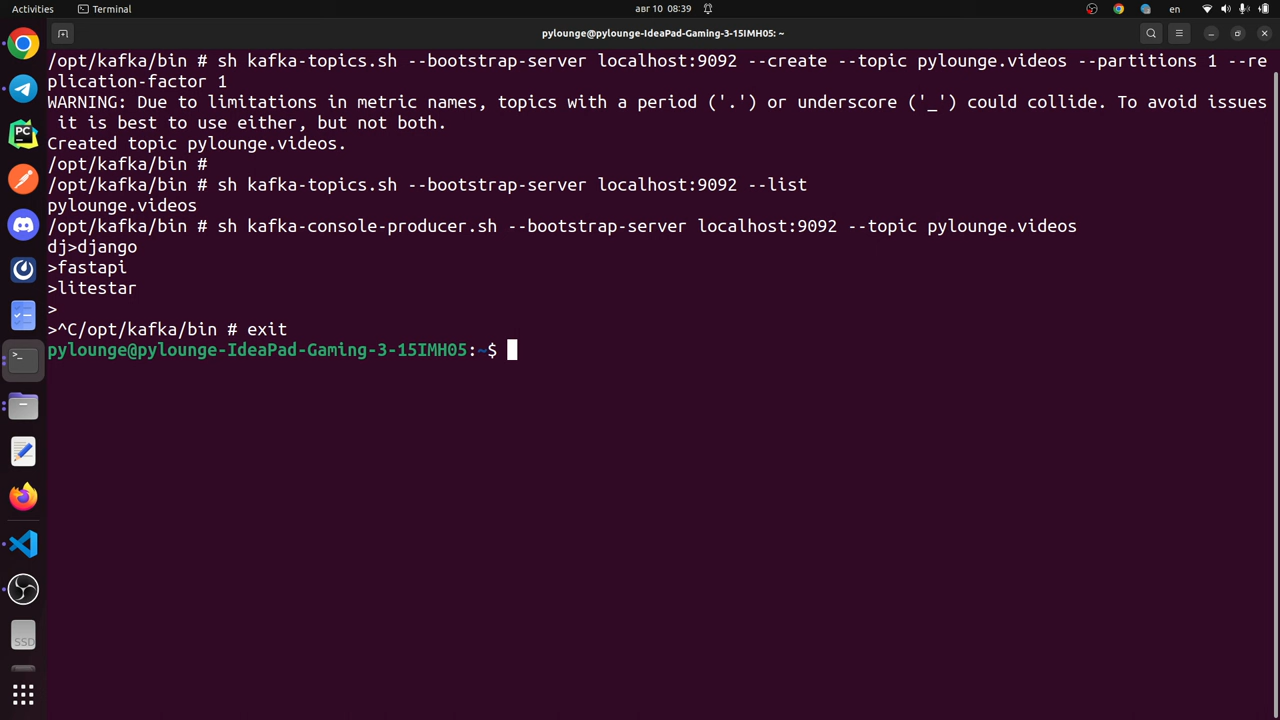 Activities
Terminal
авг 10 08:39
en
pylounge@pylounge-IdeaPad-Gaming-3-15IMH05: ~
/opt/kafka/bin # sh kafka-topics.sh --bootstrap-server localhost:9092 --create --topic pylounge.videos --partitions 1 --re
plication-factor 1
WARNING: Due to limitations in metric names, topics with a period ('.') or underscore ('_') could collide. To avoid issues
it is best to use either, but not both.
Created topic pylounge.videos.
/opt/kafka/bin #
/opt/kafka/bin # sh kafka-topics.sh --bootstrap-server localhost:9092 --list
pylounge.videos
/opt/kafka/bin # sh kafka-console-producer.sh --bootstrap-server localhost:9092 --topic pylounge.videos
dj>django
>fastapi
>litestar
>
>^C/opt/kafka/bin # exit
pylounge@pylounge-IdeaPad-Gaming-3-15IMH05:~$
PC
>_
SSD